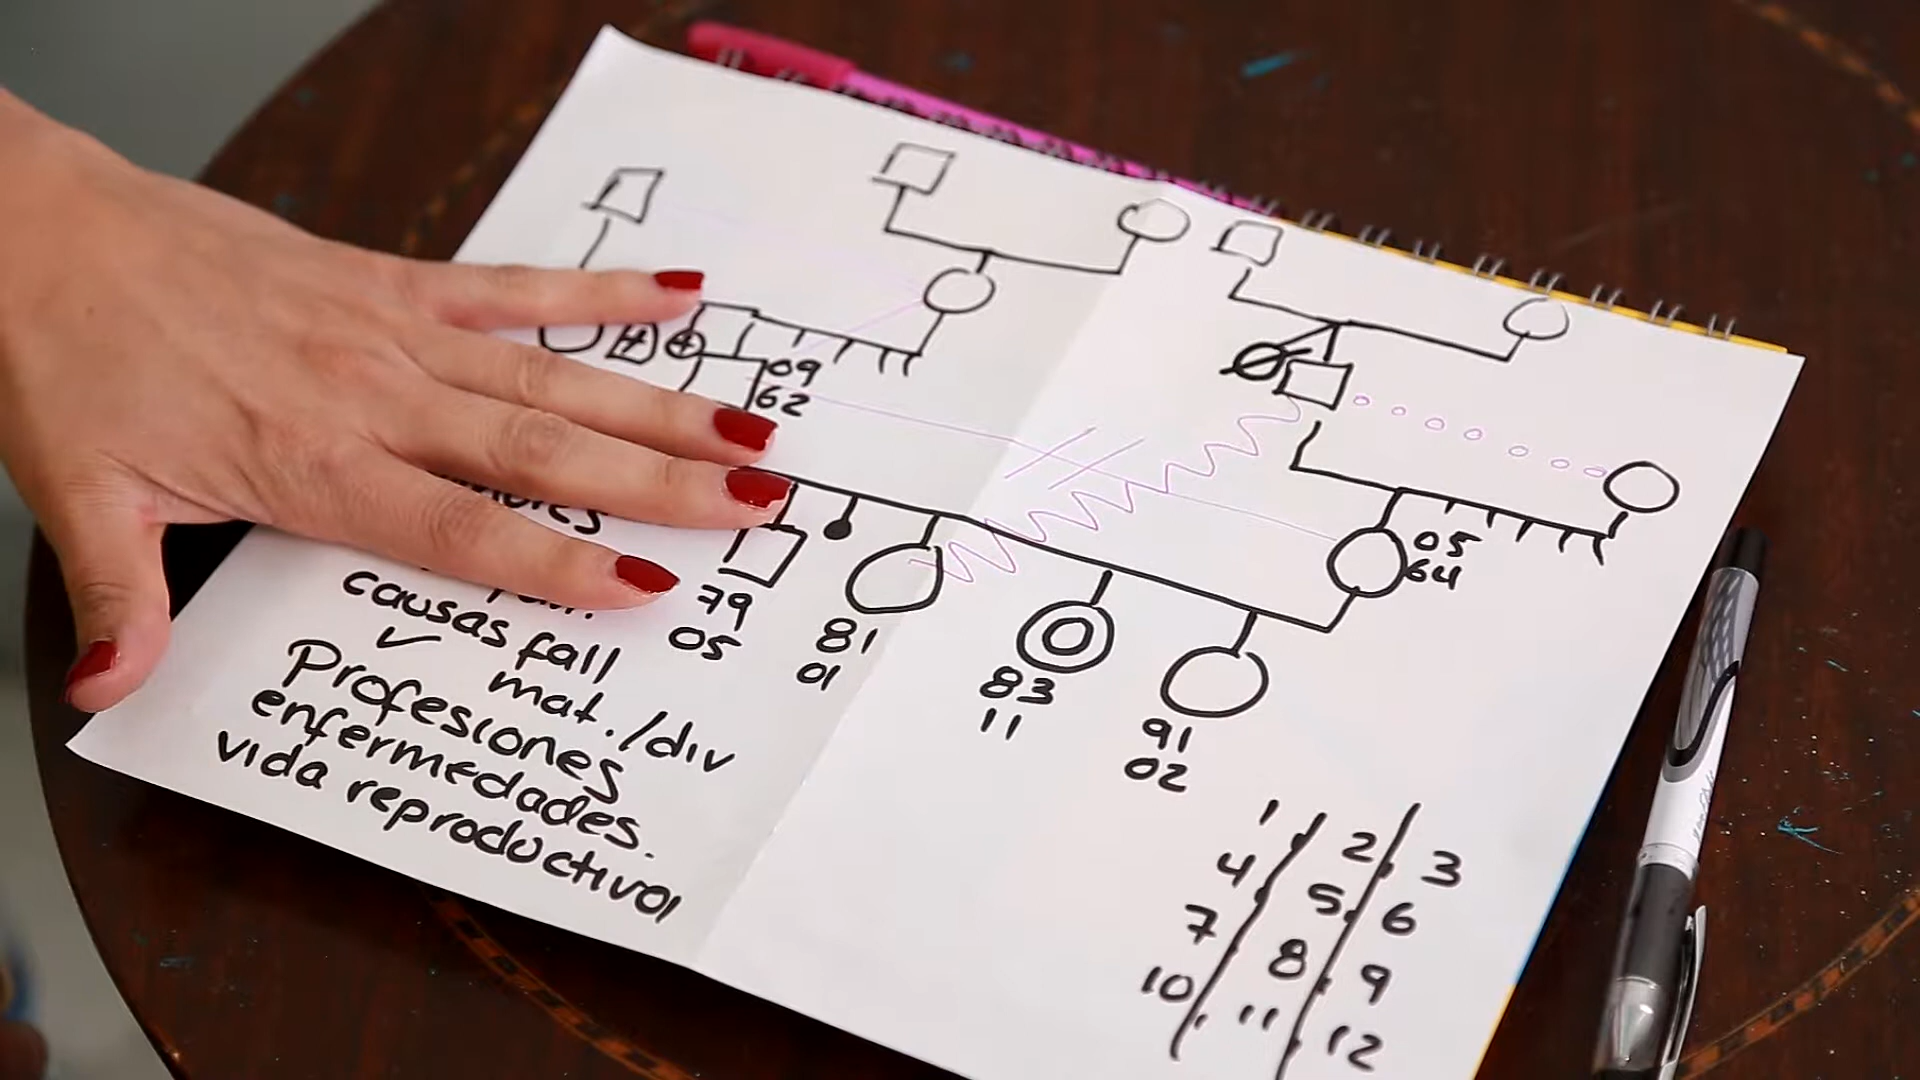 09
62
05
64
79
05
81
01
83
11
91
02
causas fall
✓ mat./div
Profesiones
enfermedades.
vida reproductiva
1 2 3
4 5 6
7 8 9
10 11 12